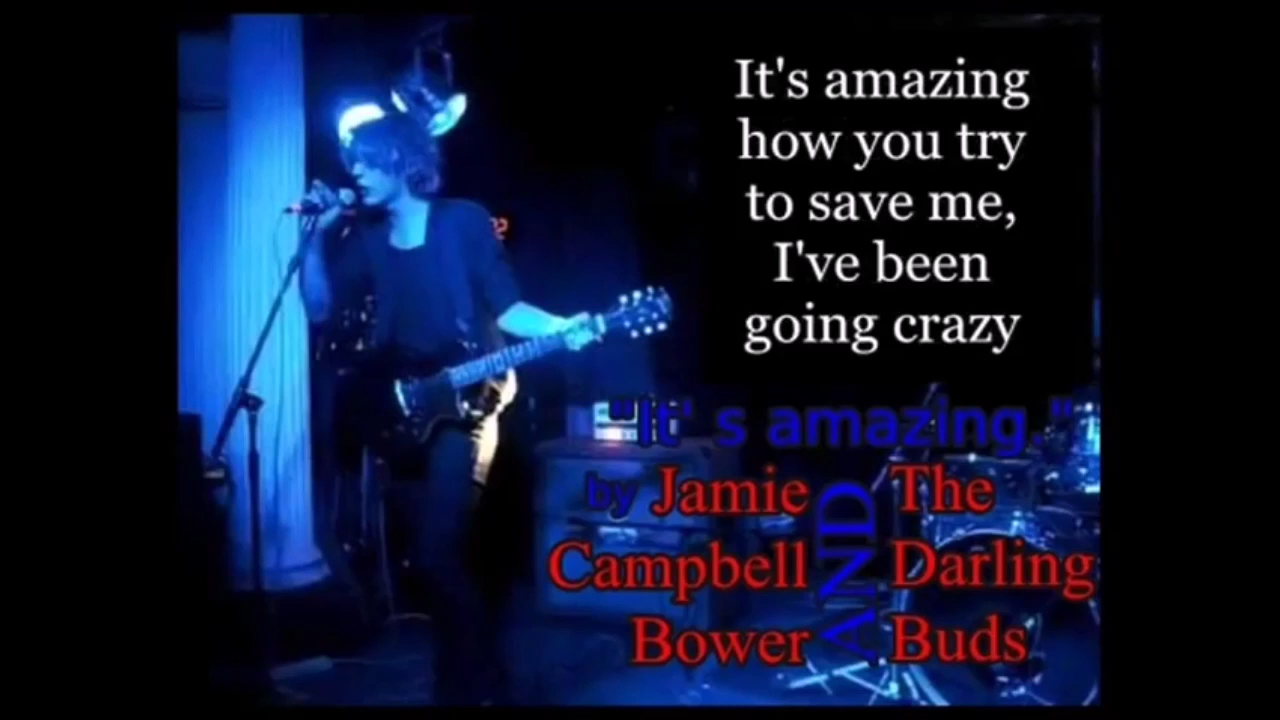 It's amazing
how you try
to save me,
I've been
going crazy
"It' s amazing."
by Jamie
Campbell
Bower
AND
The
Darling
Buds